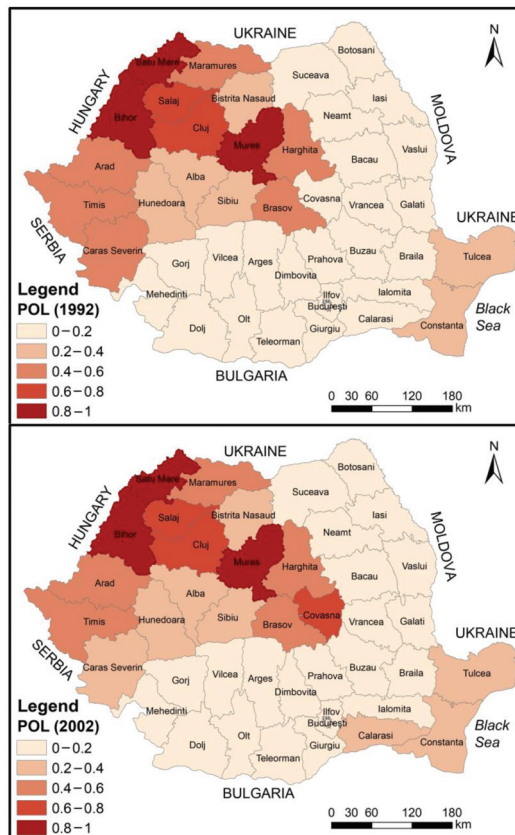 UKRAINE
N
Botosani
Satu Mare
Maramures
Suceava
HUNGARY
Salaj
Bistrita Nasaud
Iasi
MOLDOVA
Bihor
Cluj
Neamt
Mures
Harghita
Bacau
Vaslui
Arad
Alba
Timis
Hunedoara
Sibiu
Brasov
Covasna
Vrancea
Galati
UKRAINE
SERBIA
Caras Severin
Gorj
Vilcea
Arges
Prahova
Buzau
Braila
Tulcea
Dimbovita
Mehedinti
Ilfov
Bucureşti
Ialomita
Black
Sea
Dolj
Olt
Teleorman
Giurgiu
Calarasi
Constanta
BULGARIA
Legend
POL (1992)
0–0.2
0.2–0.4
0.4–0.6
0.6–0.8
0.8–1
0 30 60 120 180
km
UKRAINE
N
Botosani
Satu Mare
Maramures
Suceava
HUNGARY
Salaj
Bistrita Nasaud
Iasi
MOLDOVA
Bihor
Cluj
Neamt
Mures
Harghita
Bacau
Vaslui
Arad
Alba
Timis
Hunedoara
Sibiu
Brasov
Covasna
Vrancea
Galati
UKRAINE
SERBIA
Caras Severin
Gorj
Vilcea
Arges
Prahova
Buzau
Braila
Tulcea
Dimbovita
Mehedinti
Ilfov
Bucureşti
Ialomita
Black
Sea
Dolj
Olt
Teleorman
Giurgiu
Calarasi
Constanta
BULGARIA
Legend
POL (2002)
0–0.2
0.2–0.4
0.4–0.6
0.6–0.8
0.8–1
0 30 60 120 180
km